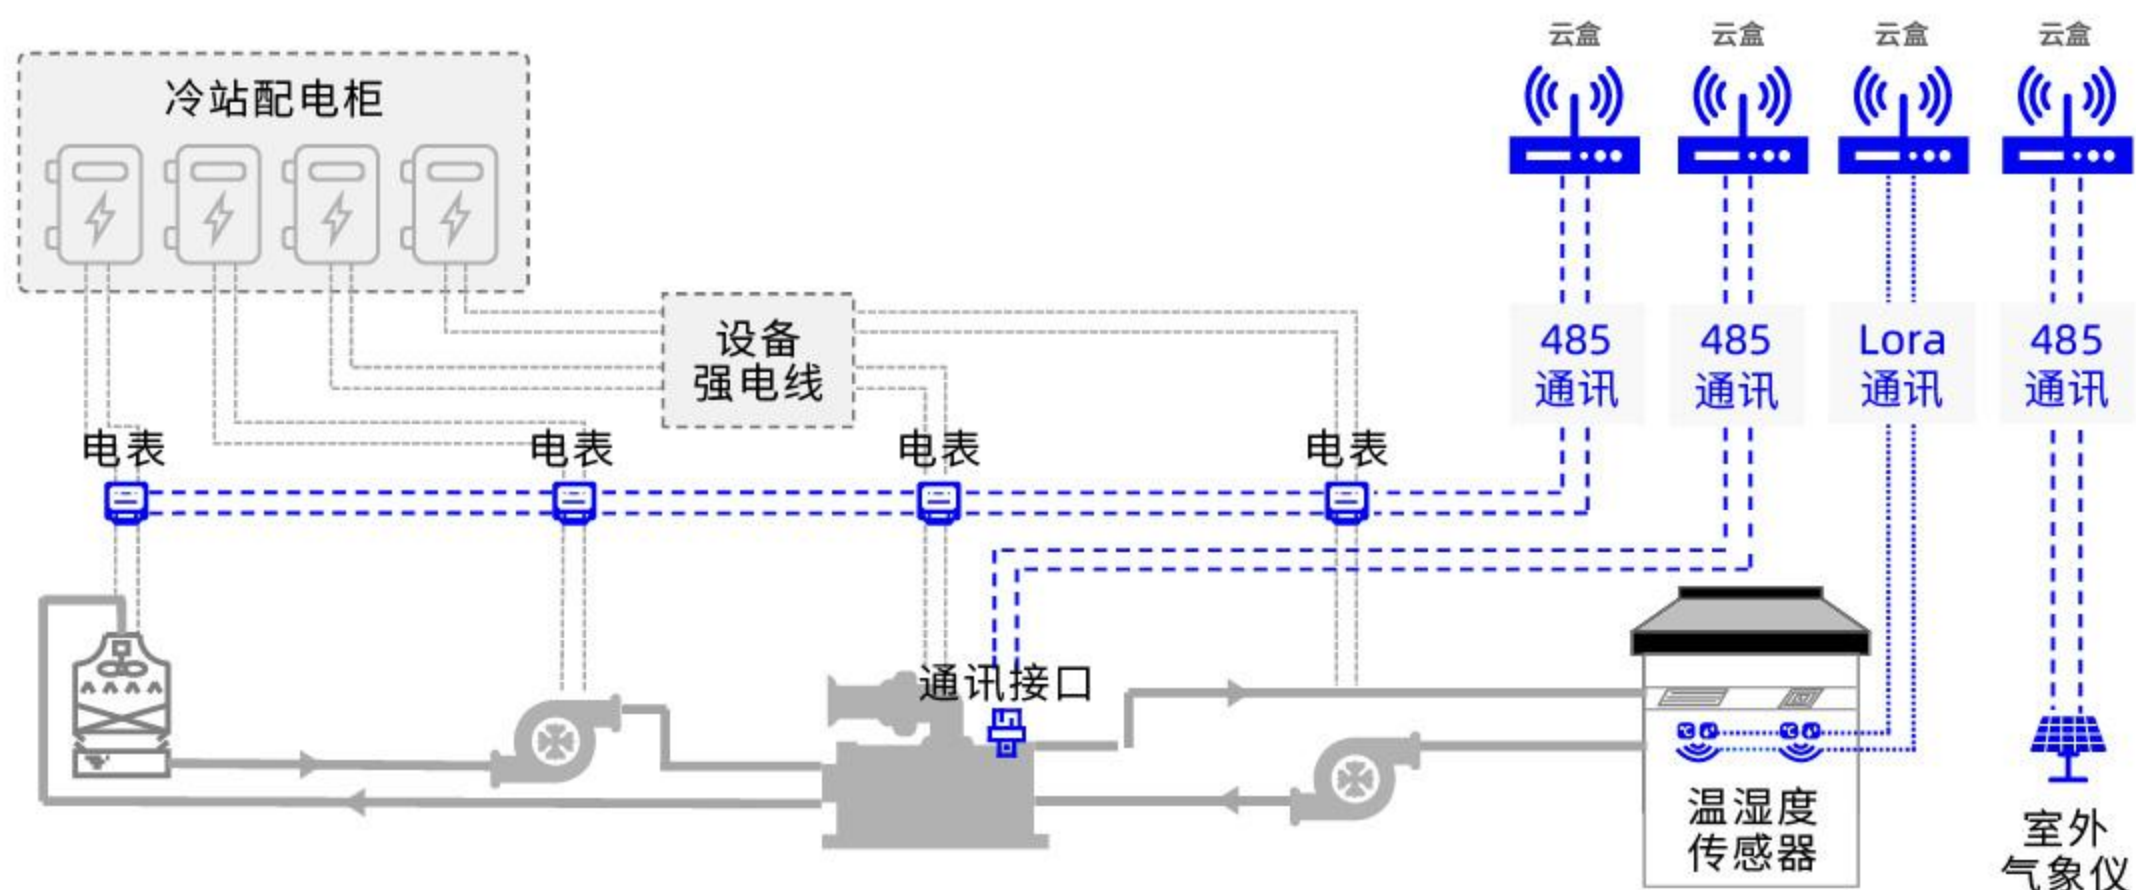 云盒
云盒
云盒
云盒
冷站配电柜
设备
强电线
485
通讯
485
通讯
Lora
通讯
485
通讯
电表
电表
电表
电表
通讯接口
温湿度
传感器
室外
气象仪